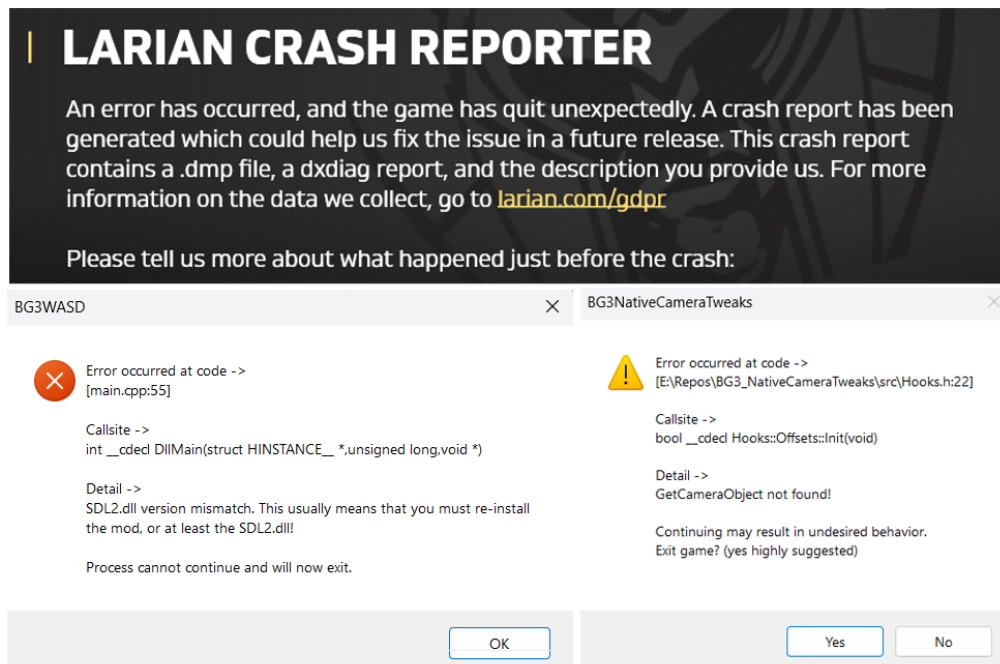 LARIAN CRASH REPORTER
An error has occurred, and the game has quit unexpectedly. A crash report has been
generated which could help us fix the issue in a future release. This crash report
contains a .dmp file, a dxdiag report, and the description you provide us. For more
information on the data we collect, go to larian.com/gdpr
Please tell us more about what happened just before the crash:
BG3WASD
Error occurred at code ->
[main.cpp:55]
Callsite ->
int __cdecl DllMain(struct HINSTANCE__ *,unsigned long,void *)
Detail ->
SDL2.dll version mismatch. This usually means that you must re-install
the mod, or at least the SDL2.dll!
Process cannot continue and will now exit.
OK
BG3NativeCameraTweaks
Error occurred at code ->
[E:\Repos\BG3_NativeCameraTweaks\src\Hooks.h:22]
Callsite ->
bool __cdecl Hooks::Offsets::Init(void)
Detail ->
GetCameraObject not found!
Continuing may result in undesired behavior.
Exit game? (yes highly suggested)
Yes
No